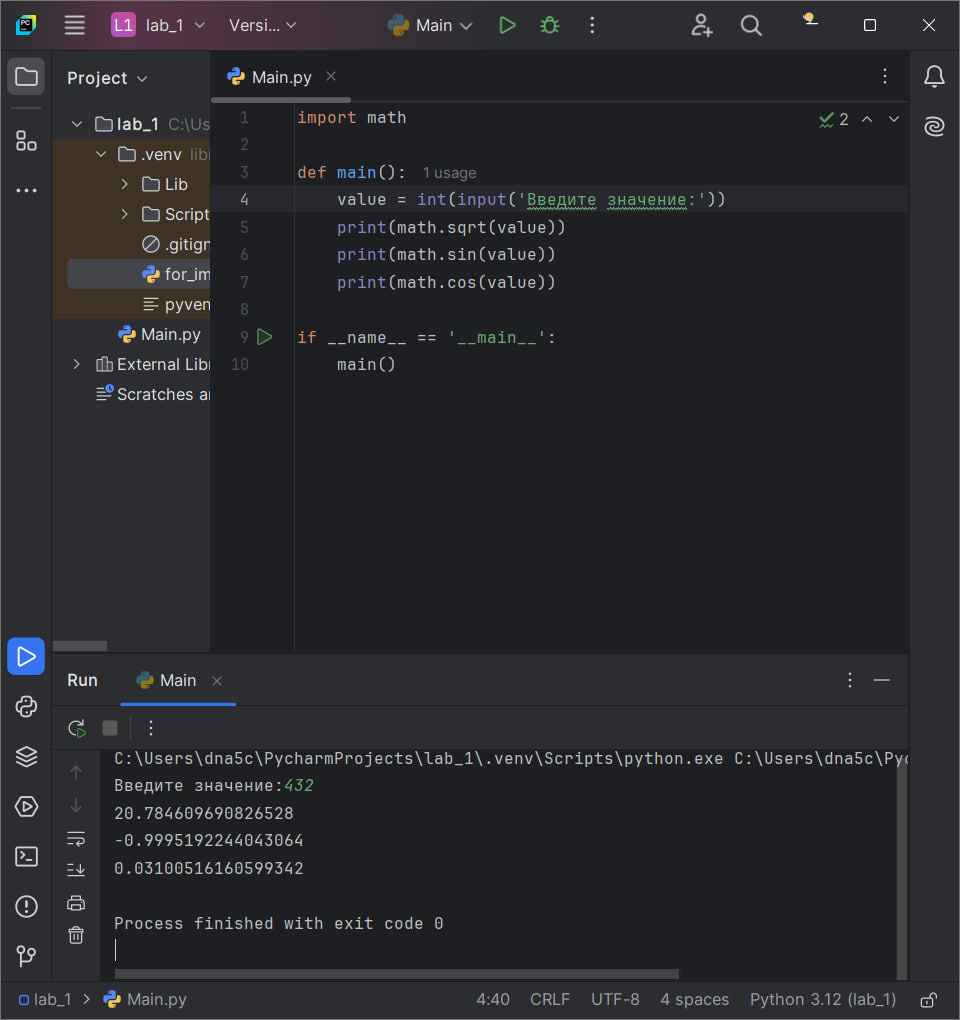 L1 lab_1 Versi... Main
Project
Main.py
lab_1 C:\Us
.venv libr
Lib
Script
.gitign
for_im
pyven
Main.py
External Libr
Scratches a
1 import math
2
3 def main(): 1 usage
4 value = int(input('Введите значение:'))
5 print(math.sqrt(value))
6 print(math.sin(value))
7 print(math.cos(value))
8
9 if __name__ == '__main__':
10 main()
2
Run Main
C:\Users\dna5c\PycharmProjects\lab_1\.venv\Scripts\python.exe C:\Users\dna5c\Pyc
Введите значение:432
20.784609690826528
-0.9995192244043064
0.03100516160599342
Process finished with exit code 0
lab_1 > Main.py 4:40 CRLF UTF-8 4 spaces Python 3.12 (lab_1)